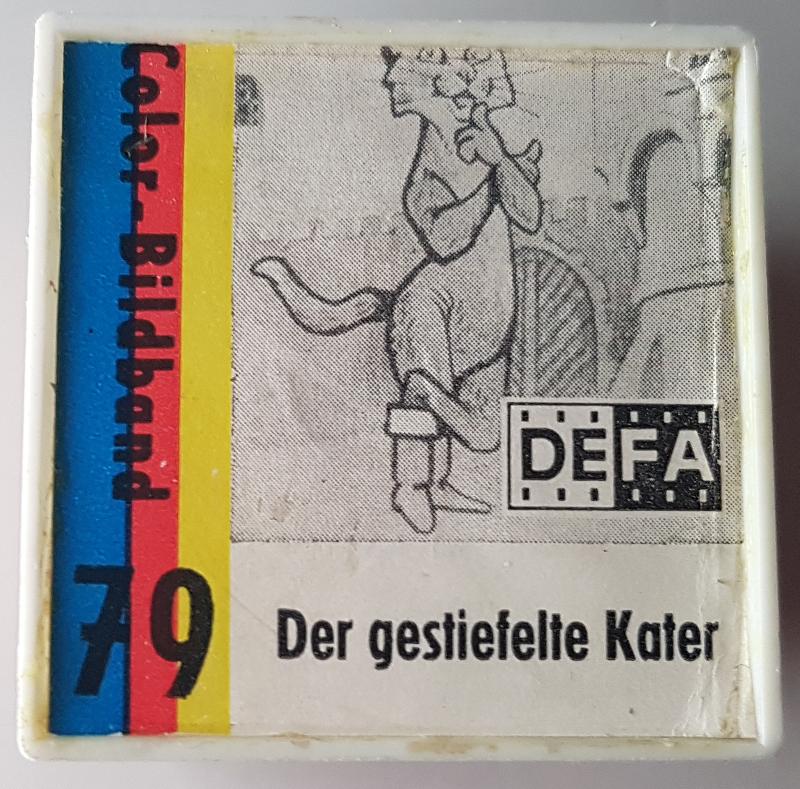 Color-Bildband
DEFA
79
Der gestiefelte Kater